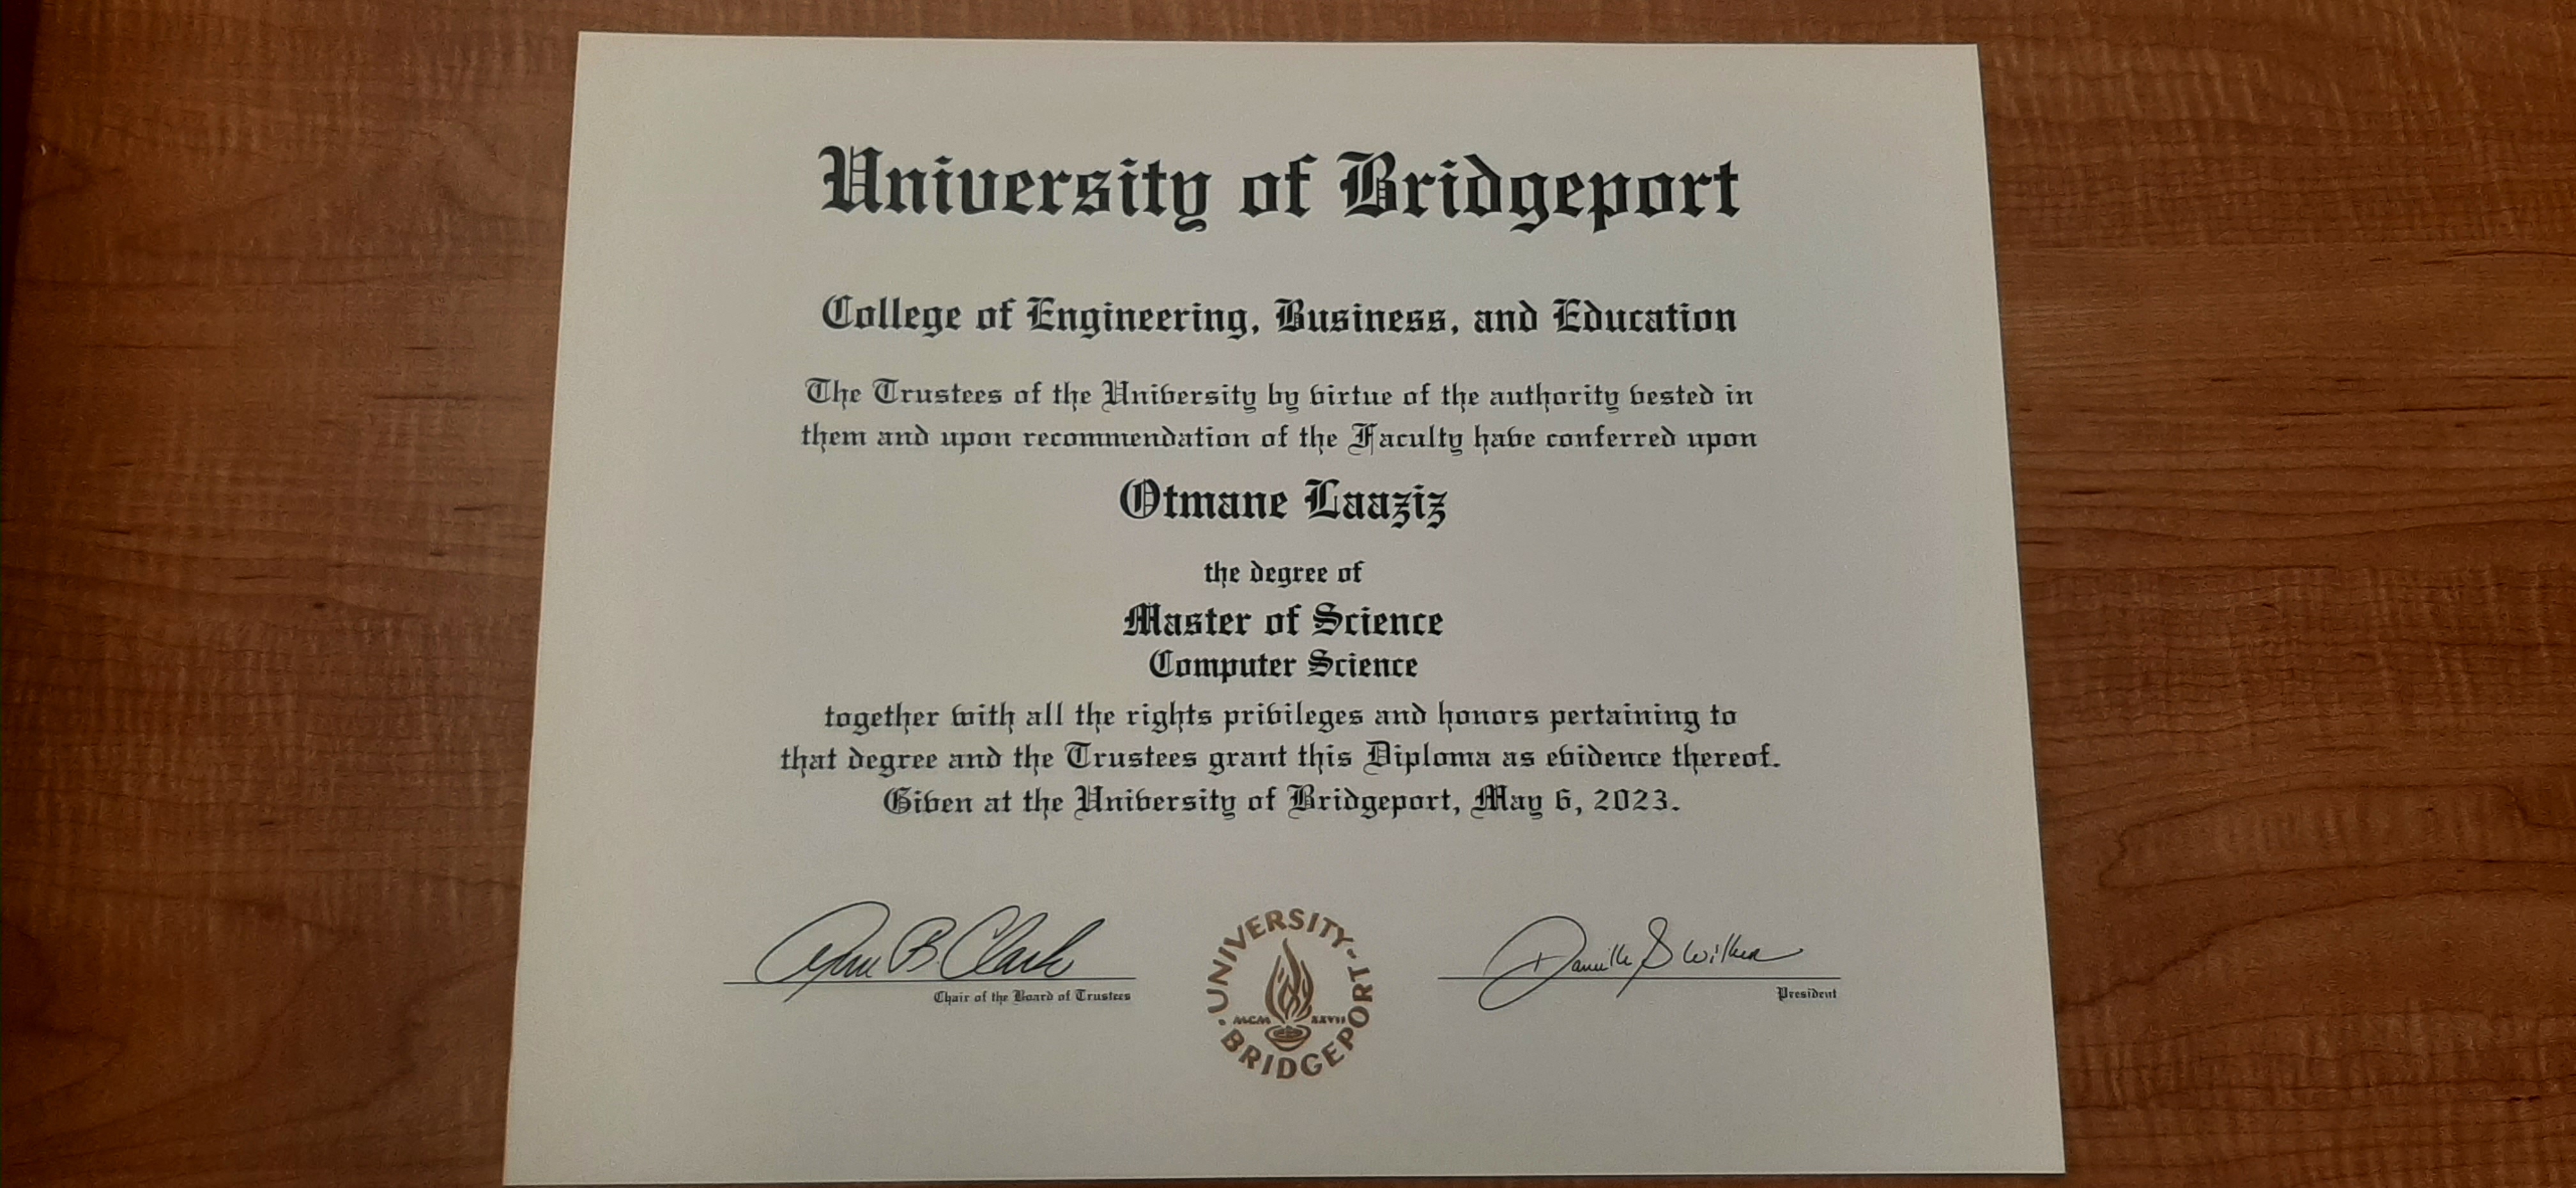 University of Bridgeport
College of Engineering, Business, and Education
The Trustees of the University by virtue of the authority vested in
them and upon recommendation of the Faculty have conferred upon
Otmane Laaziz
the degree of
Master of Science
Computer Science
together with all the rights privileges and honors pertaining to
that degree and the Trustees grant this Diploma as evidence thereof.
Given at the University of Bridgeport, May 6, 2023.
Chair of the Board of Trustees
UNIVERSITY
BRIDGEPORT
President